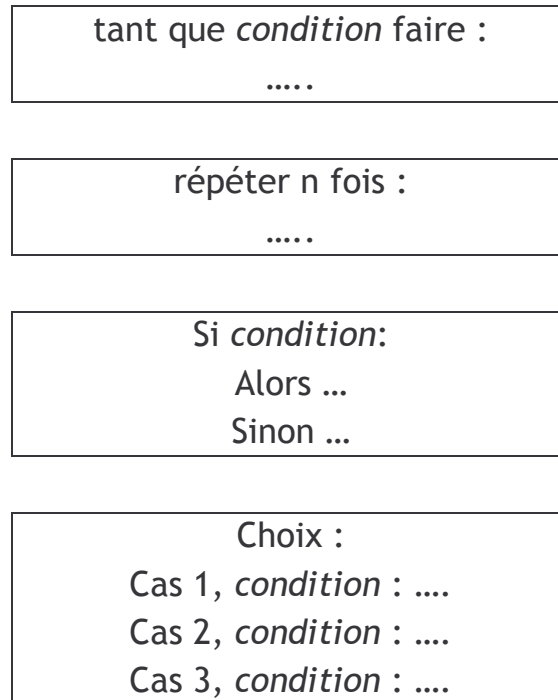 tant que condition faire :
…..
répéter n fois :
…..
Si condition:
Alors …
Sinon …
Choix :
Cas 1, condition : ….
Cas 2, condition : ….
Cas 3, condition : ….